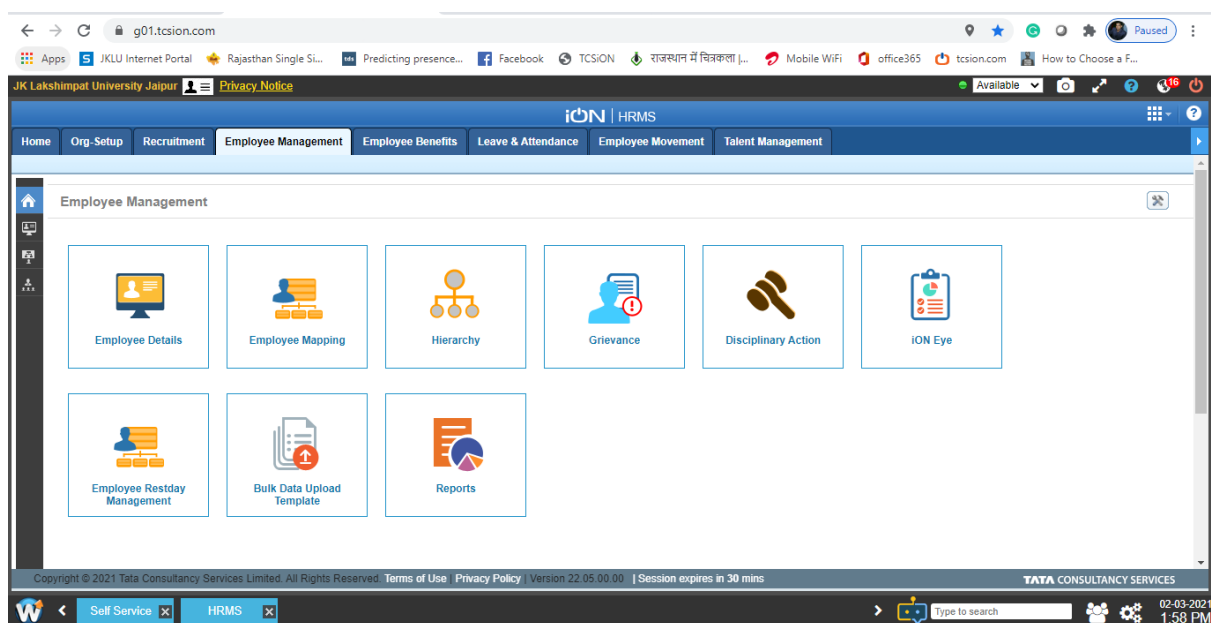 g01.tcsion.com Paused
Apps JKLU Internet Portal Rajasthan Single Si... Predicting presence... Facebook TCSiON राजस्थान में चित्रकला |... Mobile WiFi office365 tcsion.com How to Choose a F...
JK Lakshmipat University Jaipur Privacy Notice Available 16
iON | HRMS
Home Org-Setup Recruitment Employee Management Employee Benefits Leave & Attendance Employee Movement Talent Management
Employee Management
Employee Details Employee Mapping Hierarchy Grievance Disciplinary Action iON Eye
Employee Restday Management
Bulk Data Upload Template
Reports
Copyright © 2021 Tata Consultancy Services Limited. All Rights Reserved. Terms of Use | Privacy Policy | Version 22.05.00.00 | Session expires in 30 mins TATA CONSULTANCY SERVICES
Self Service HRMS Type to search 02-03-2021
1:58 PM